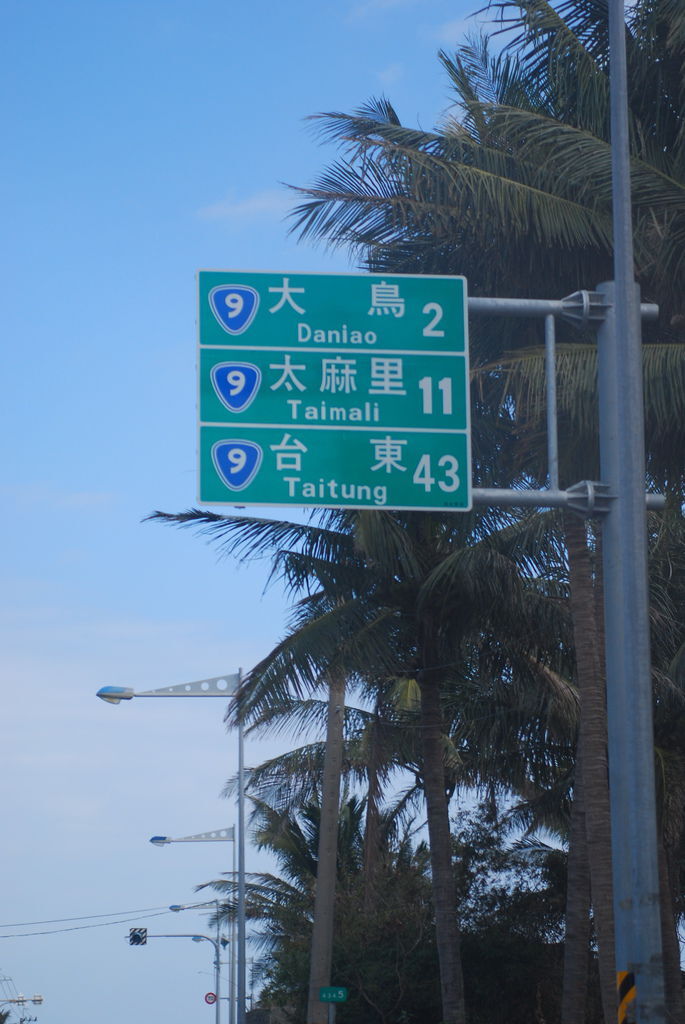 9 大鳥 2
Daniao
9 太麻里 11
Taimali
9 台東 43
Taitung